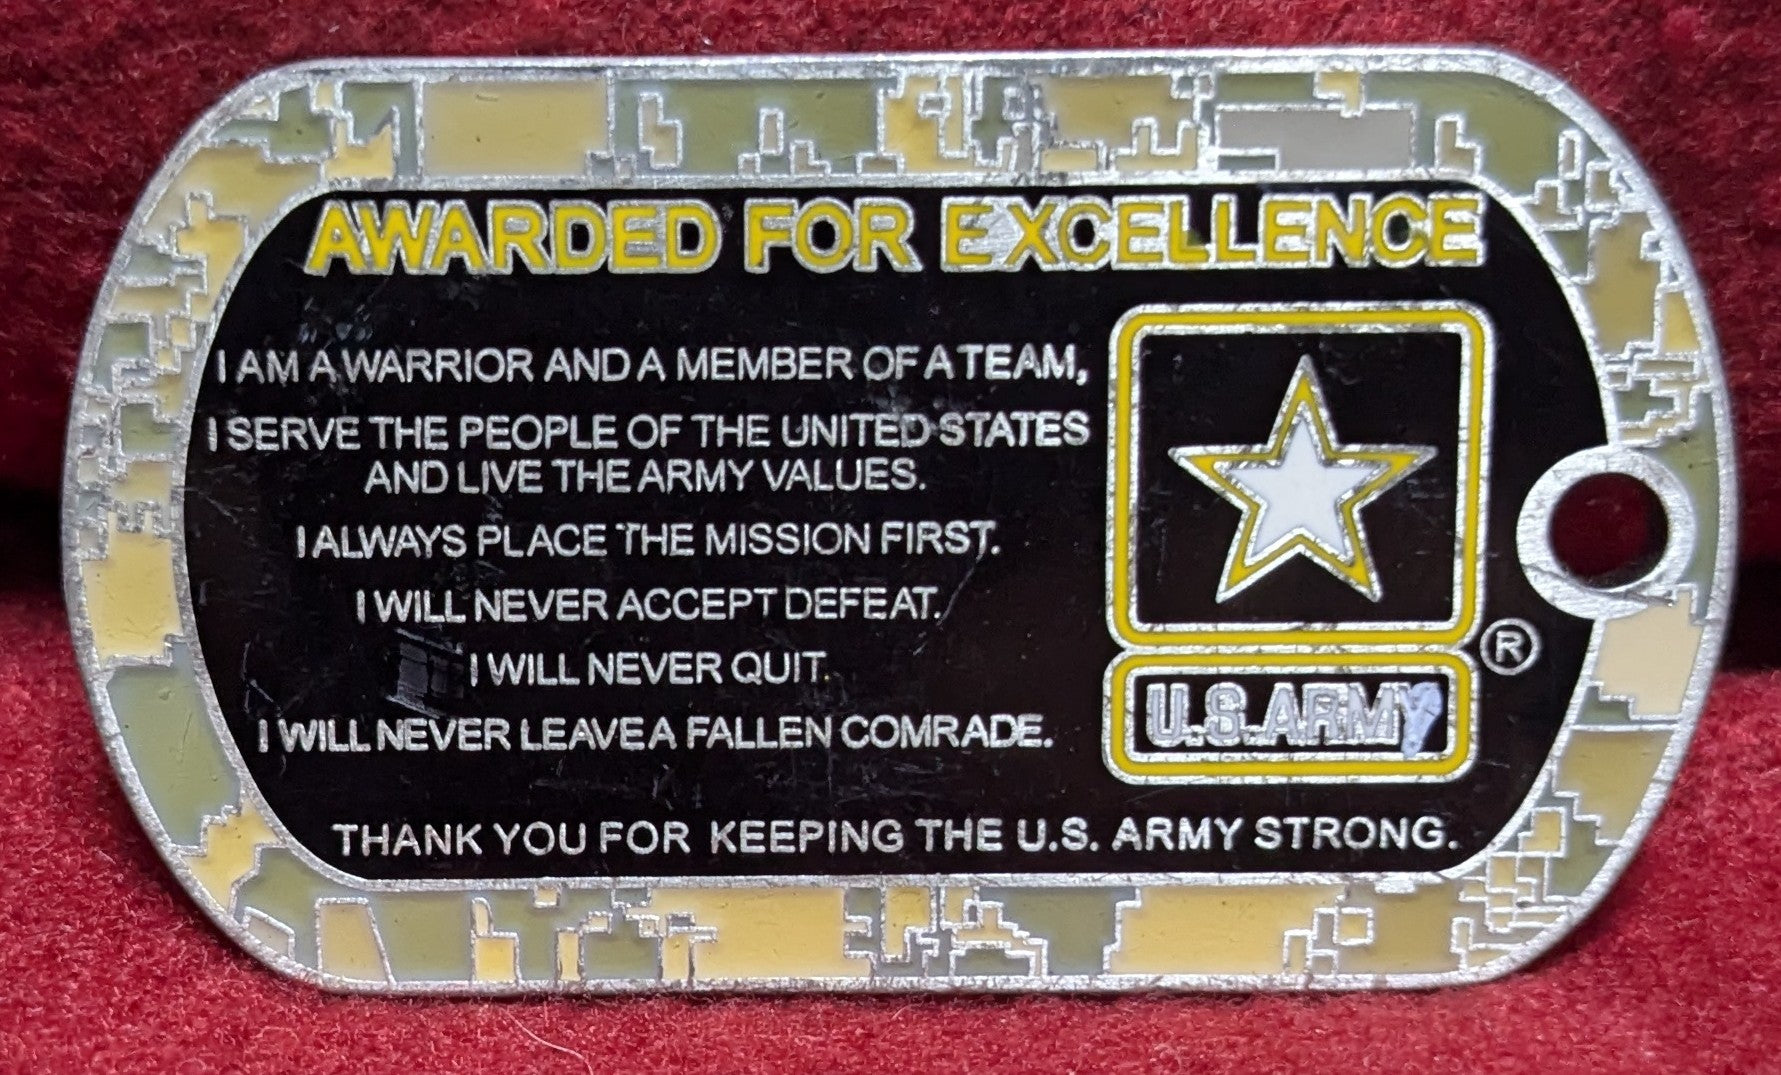 AWARDED FOR EXCELLENCE
I AM A WARRIOR AND A MEMBER OF A TEAM,
I SERVE THE PEOPLE OF THE UNITED STATES
AND LIVE THE ARMY VALUES.
I ALWAYS PLACE THE MISSION FIRST.
I WILL NEVER ACCEPT DEFEAT.
I WILL NEVER QUIT.
I WILL NEVER LEAVE A FALLEN COMRADE.
®
U.S.ARMY
THANK YOU FOR KEEPING THE U.S. ARMY STRONG.